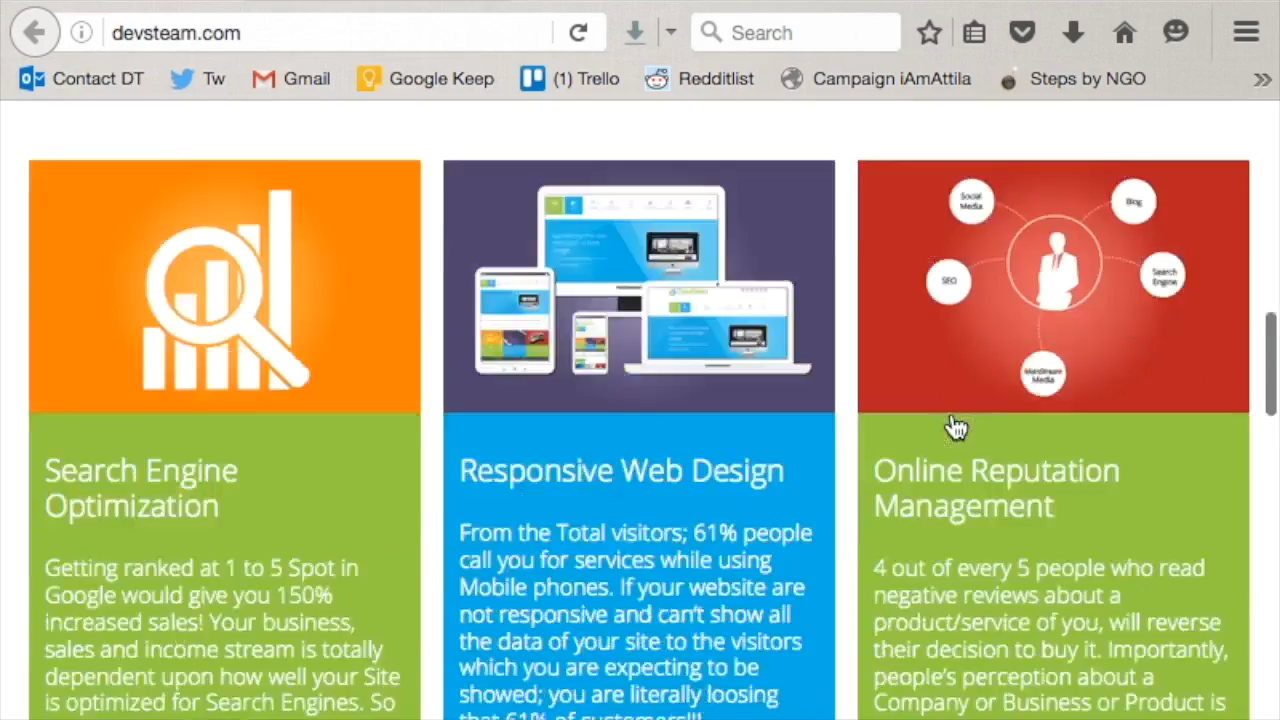 devsteam.com
Search
Contact DT
Tw
Gmail
Google Keep
(1) Trello
Redditlist
Campaign iAmAttila
Steps by NGO
Social
Media
Blog
SEO
Search
Engine
Media
Search Engine
Optimization
Getting ranked at 1 to 5 Spot in
Google would give you 150%
increased sales! Your business,
sales and income stream is totally
dependent upon how well your Site
is optimized for Search Engines. So
Responsive Web Design
From the Total visitors; 61% people
call you for services while using
Mobile phones. If your website are
not responsive and can't show all
the data of your site to the visitors
which you are expecting to be
showed; you are literally loosing
that 61% of customers!!!
Online Reputation
Management
4 out of every 5 people who read
negative reviews about a
product/service of you, will reverse
their decision to buy it. Importantly,
people's perception about a
Company or Business or Product is